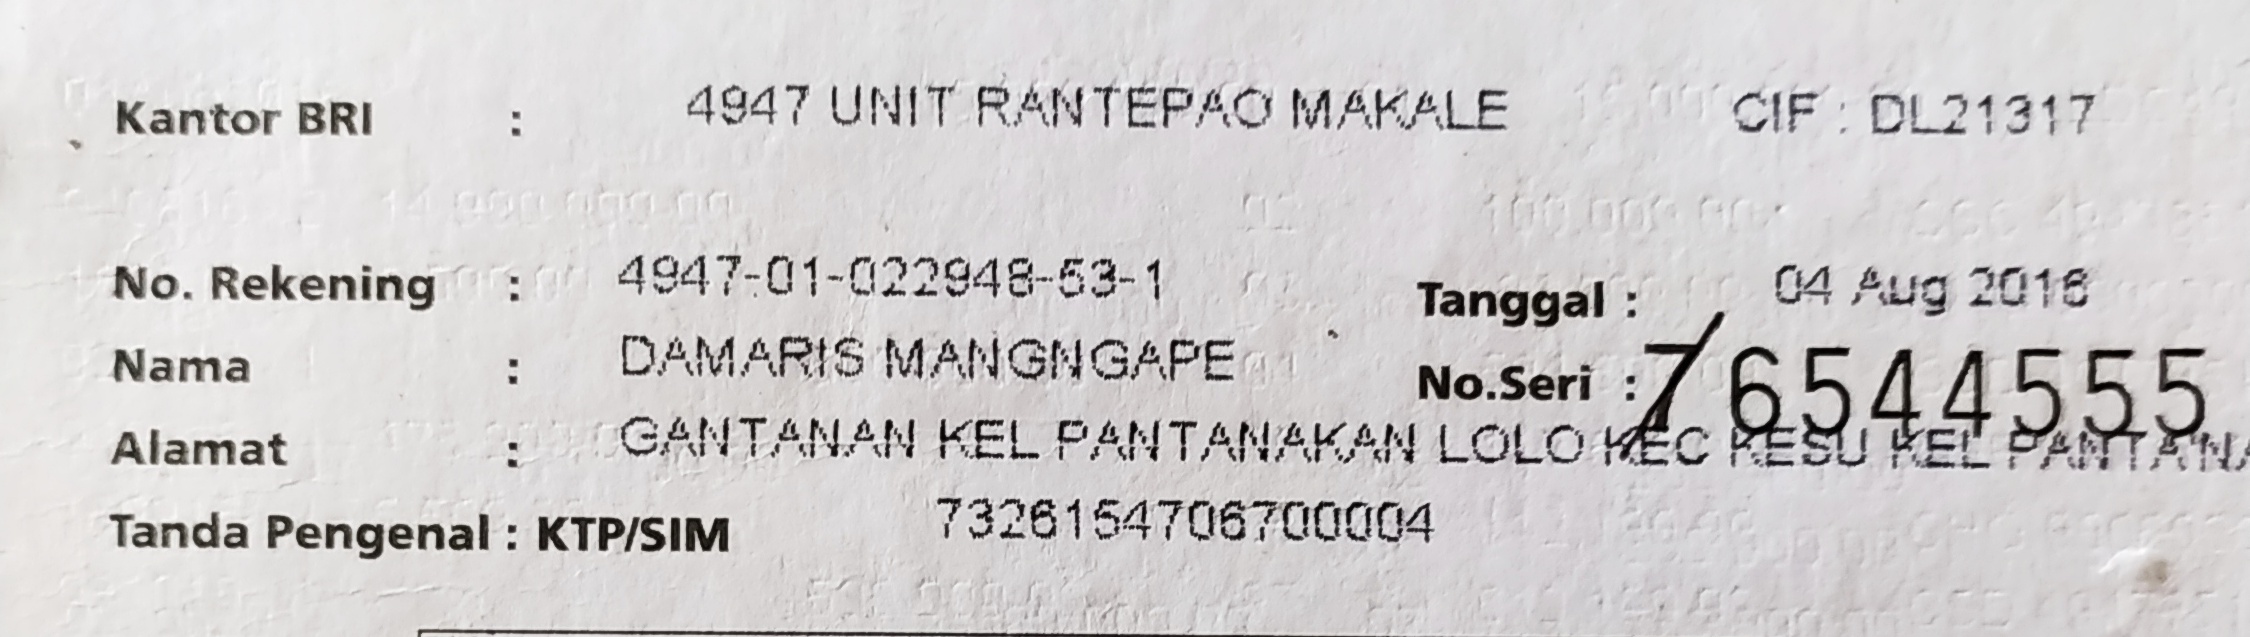 Kantor BRI : 4947 UNIT RANTEPAO MAKALE CIF : DL21317
No. Rekening : 4947-01-022948-53-1 Tanggal : 04 Aug 2016
Nama : DAMARIS MANGNGAPE No.Seri : 76544555
Alamat : GANTANAN KEL PANTANAKAN LOLO KEC KESU KEL PANTANA
Tanda Pengenal : KTP/SIM 7326154706700004